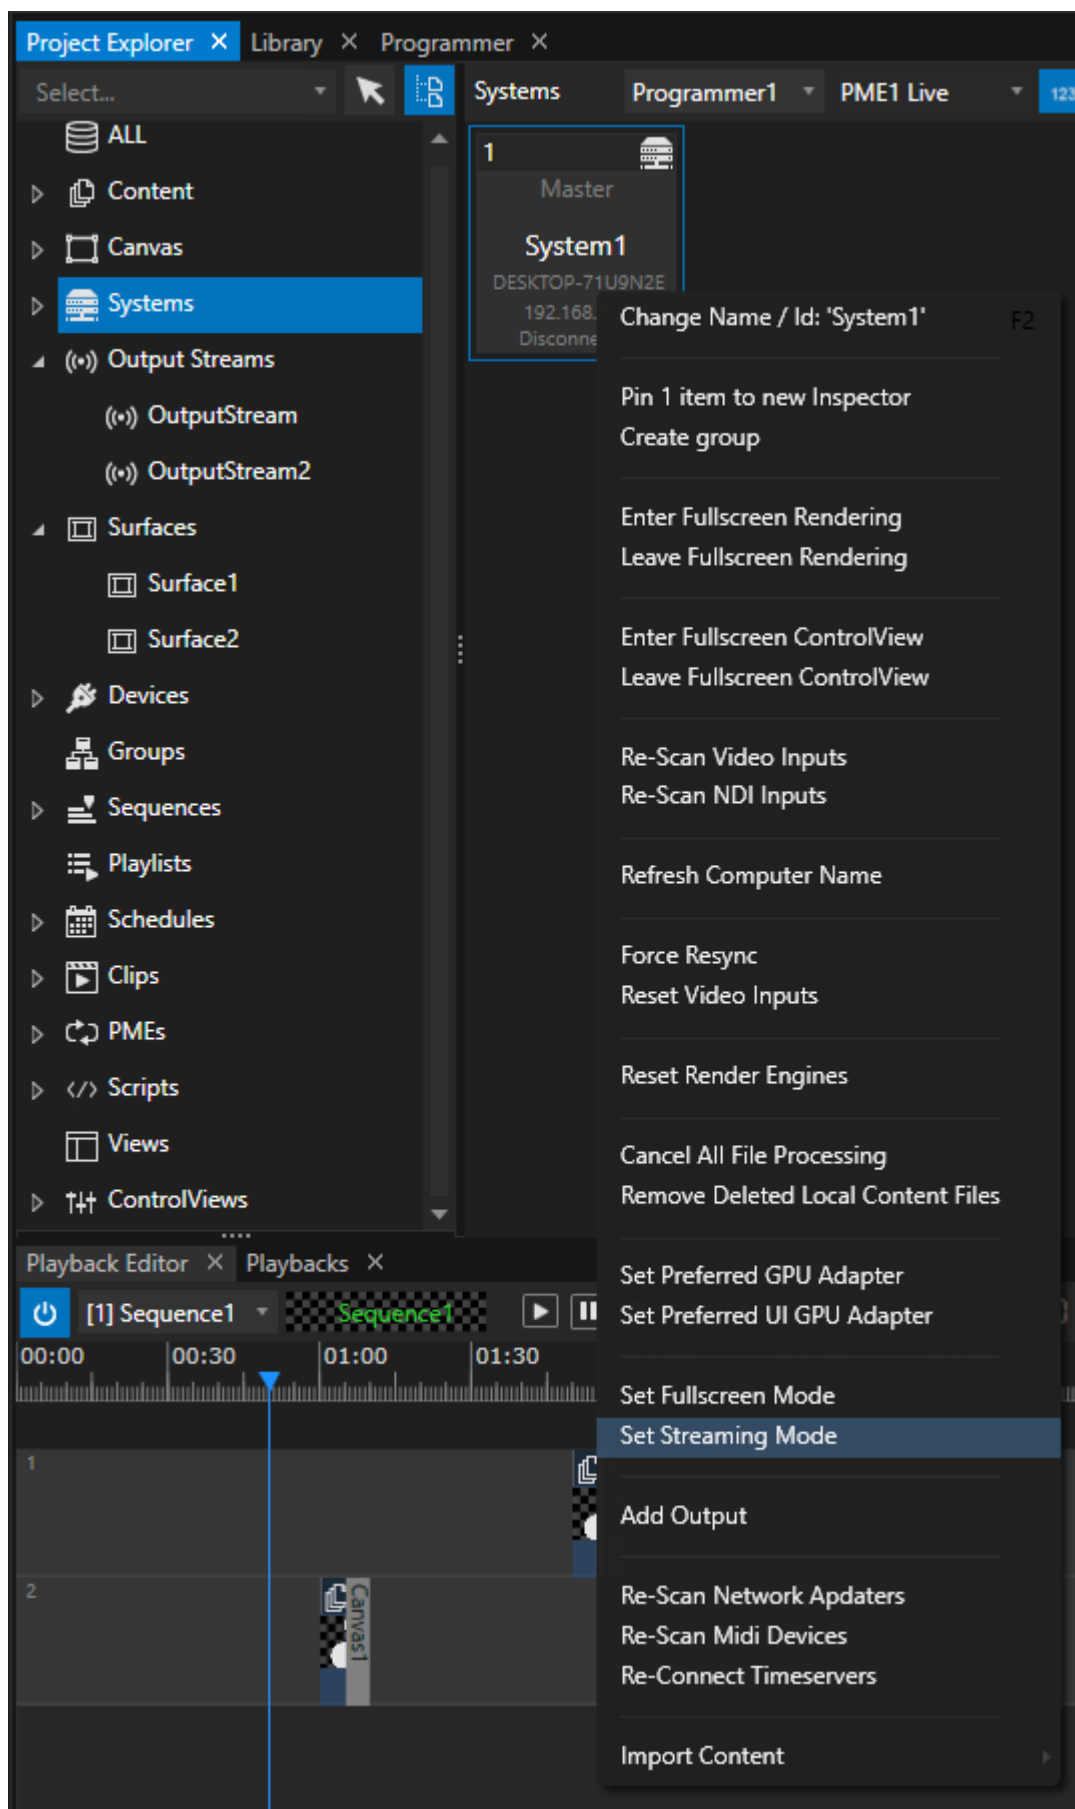 Project Explorer
Library
Programmer
Select...
Systems
Programmer1
PME1 Live
123
ALL
Content
Canvas
Systems
Output Streams
OutputStream
OutputStream2
Surfaces
Surface1
Surface2
Devices
Groups
Sequences
Playlists
Schedules
Clips
PMEs
Scripts
Views
ControlViews
1
Master
System1
DESKTOP-71U9N2E
192.168.
Disconne
Change Name / Id: 'System1' F2
Pin 1 item to new Inspector
Create group
Enter Fullscreen Rendering
Leave Fullscreen Rendering
Enter Fullscreen ControlView
Leave Fullscreen ControlView
Re-Scan Video Inputs
Re-Scan NDI Inputs
Refresh Computer Name
Force Resync
Reset Video Inputs
Reset Render Engines
Cancel All File Processing
Remove Deleted Local Content Files
Set Preferred GPU Adapter
Set Preferred UI GPU Adapter
Set Fullscreen Mode
Set Streaming Mode
Add Output
Re-Scan Network Apdaters
Re-Scan Midi Devices
Re-Connect Timeservers
Import Content
Playback Editor
Playbacks
[1] Sequence1
Sequence1
00:00
00:30
01:00
01:30
1
2
Canvas1